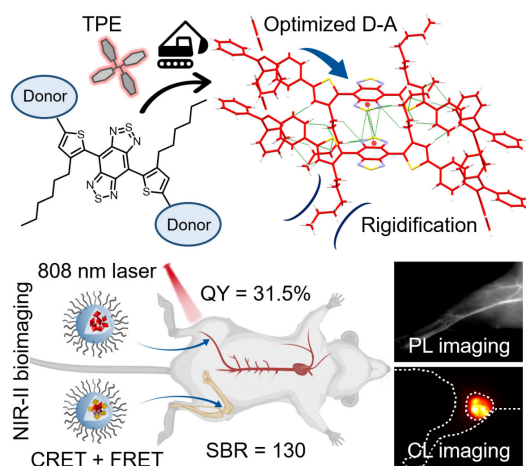 TPE
Optimized D-A
Donor
N
S
N
S
S
N
S
N
Donor
Rigidification
808 nm laser
QY = 31.5%
NIR-II bioimaging
PL imaging
CRET + FRET
SBR = 130
CL imaging